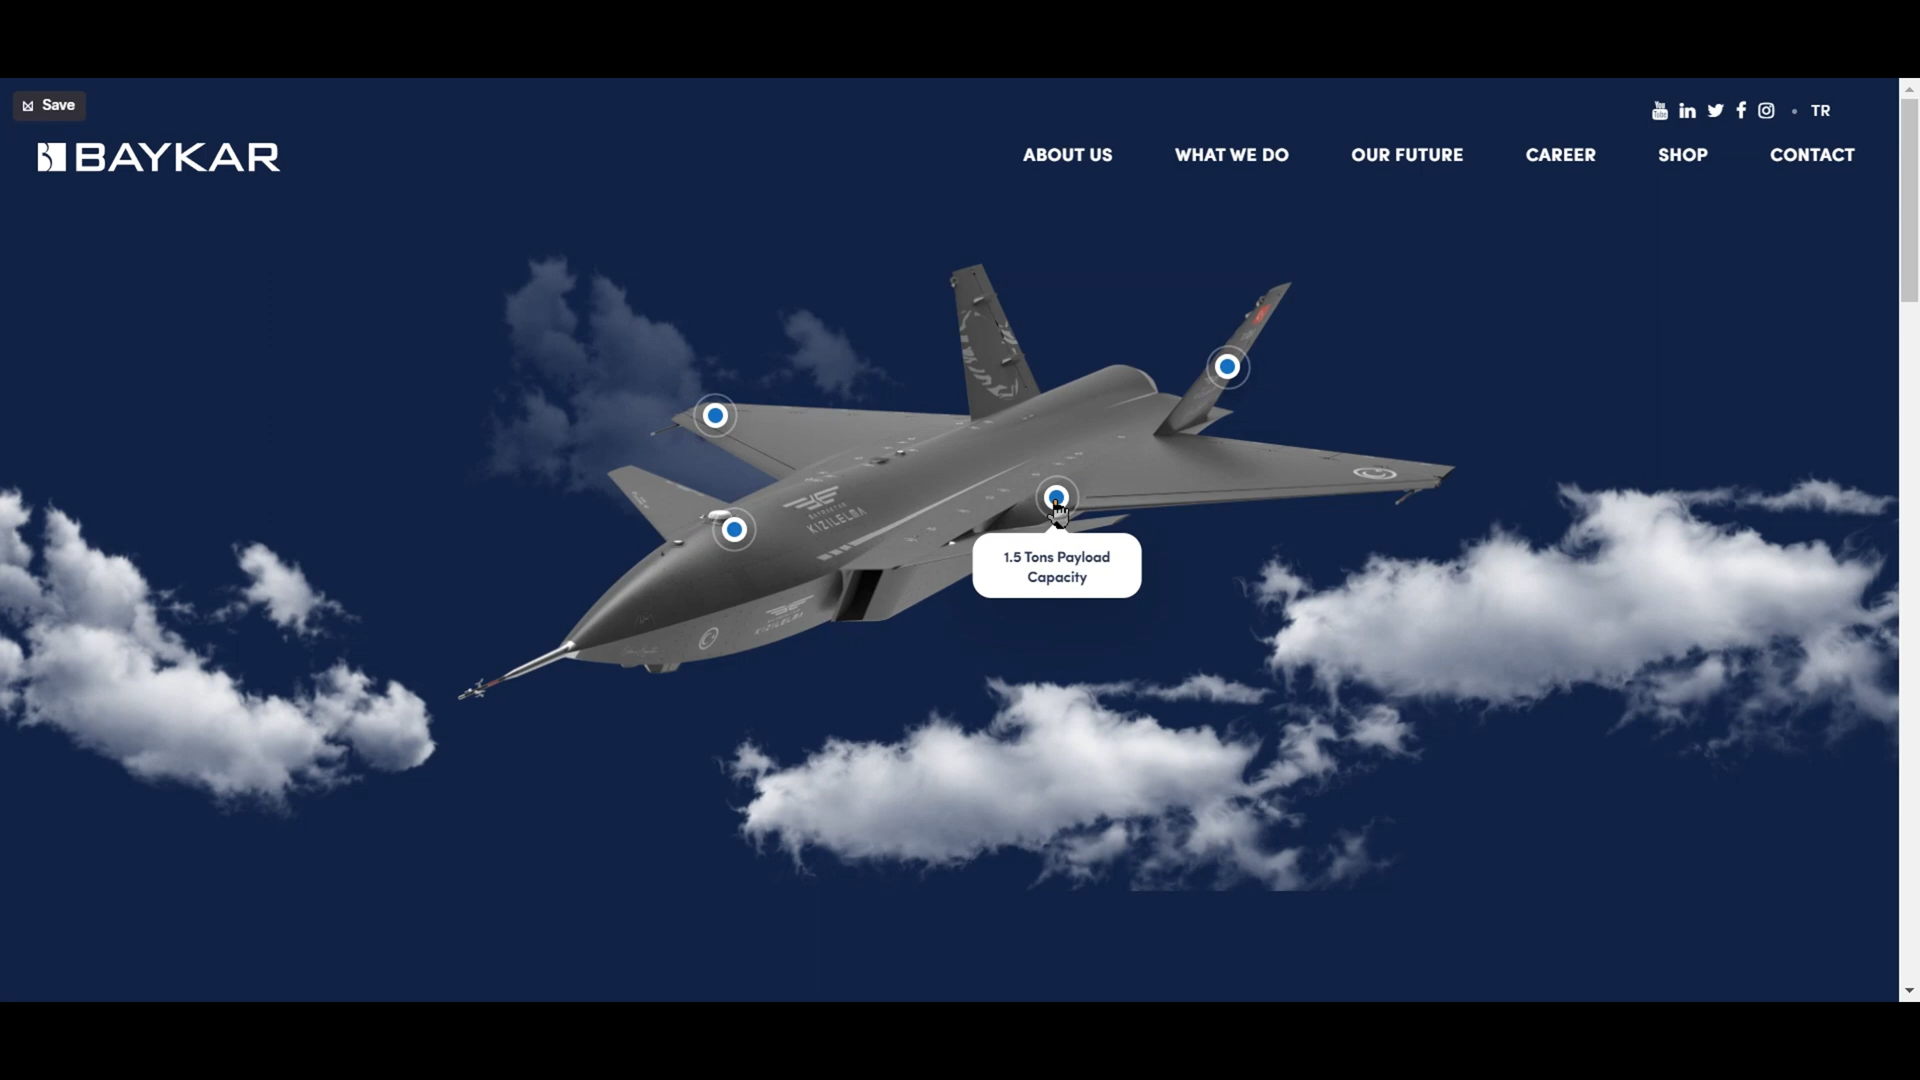 Save
TR
BAYKAR
ABOUT US
WHAT WE DO
OUR FUTURE
CAREER
SHOP
CONTACT
KIZILELMA
1.5 Tons Payload
Capacity
KIZILELMA